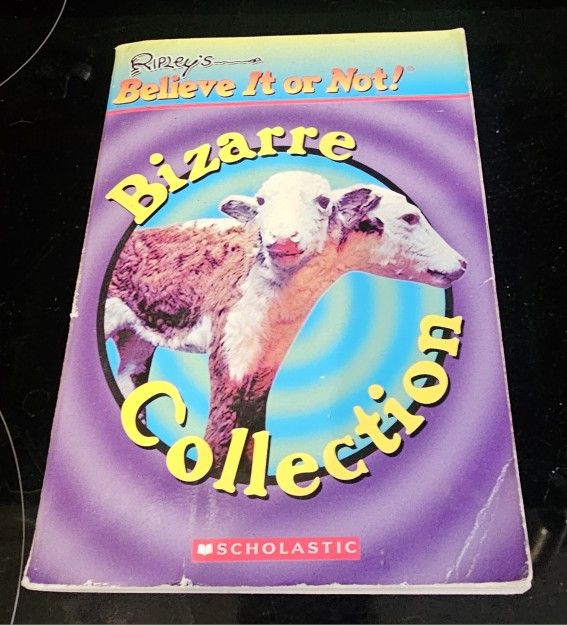 Ripley's
Believe It or Not!®
Bizarre
Collection
SCHOLASTIC